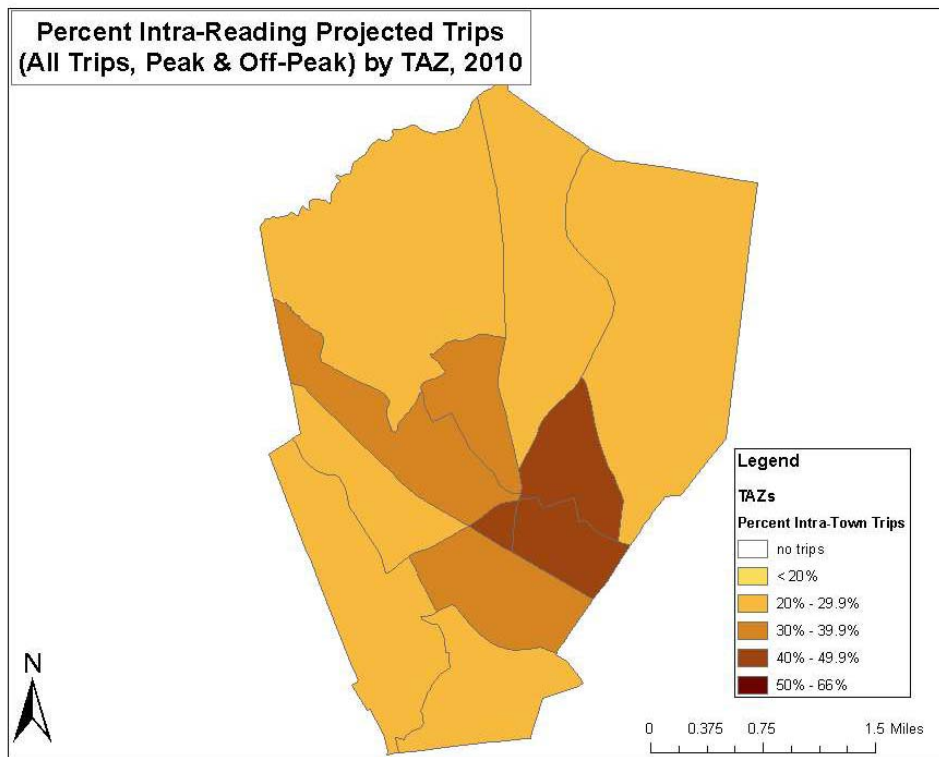 Percent Intra-Reading Projected Trips
(All Trips, Peak & Off-Peak) by TAZ, 2010
Legend
TAZs
Percent Intra-Town Trips
no trips
< 20%
20% - 29.9%
30% - 39.9%
40% - 49.9%
50% - 66%
N
0 0.375 0.75 1.5 Miles